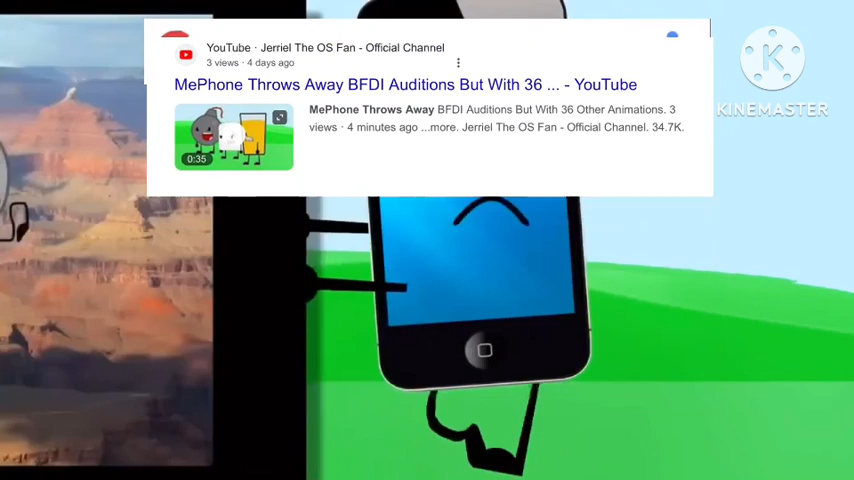 YouTube · Jerriel The OS Fan - Official Channel
3 views · 4 days ago
MePhone Throws Away BFDI Auditions But With 36 ... - YouTube
MePhone Throws Away BFDI Auditions But With 36 Other Animations. 3
views · 4 minutes ago ...more. Jerriel The OS Fan - Official Channel. 34.7K.
0:35
K
KINEMASTER